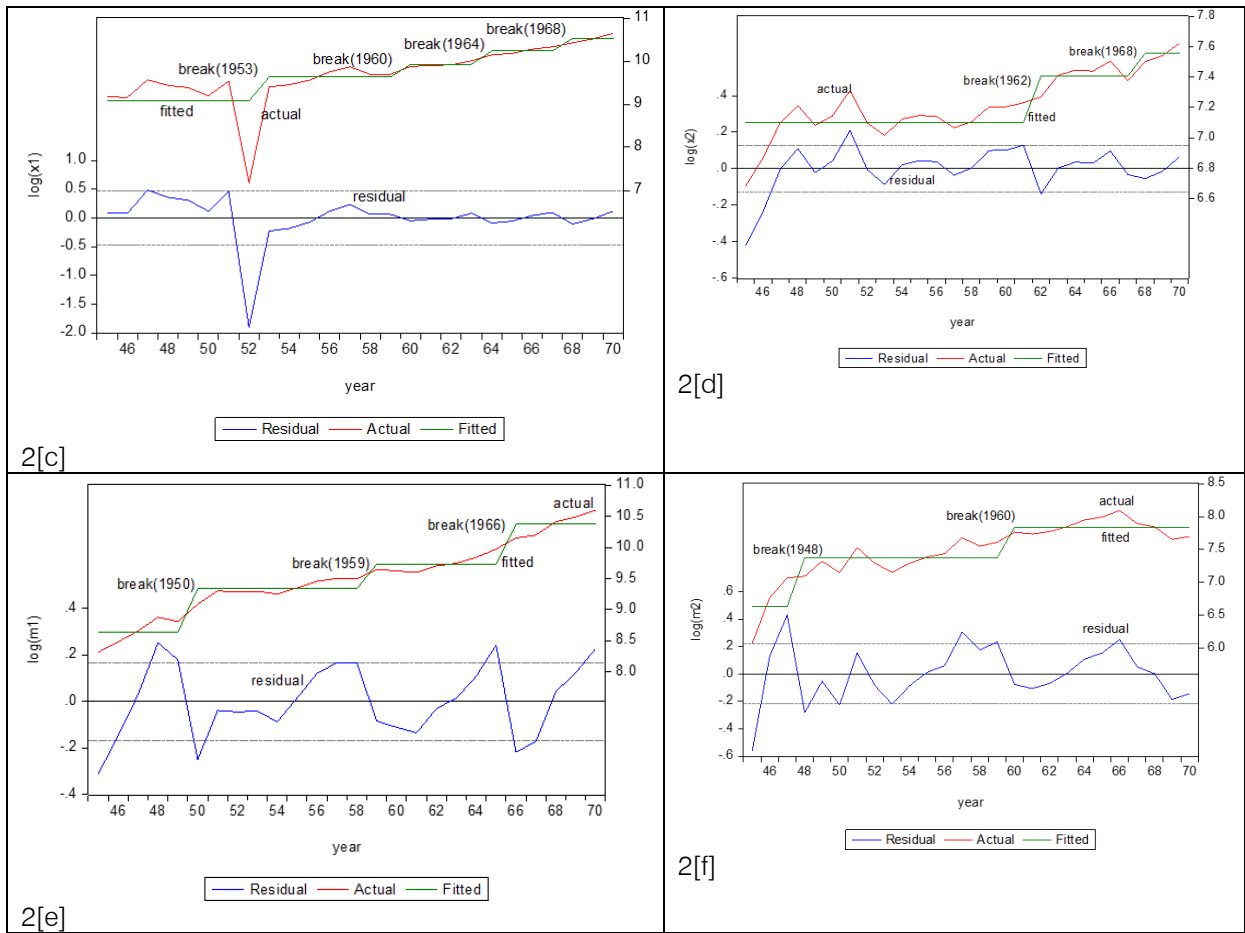 11
break(1968)
break(1964)
break(1960)
10
break(1953)
fitted
actual
9
8
log(x1)
1.0
0.5
residual
7
0.0
-0.5
-1.0
-1.5
-2.0
46 48 50 52 54 56 58 60 62 64 66 68 70
year
Residual Actual Fitted
2[c]
7.8
break(1968)
7.6
break(1962)
actual
.4
7.4
.2
fitted
7.2
log(x2)
.0
7.0
residual
-.2
6.8
-.4
6.6
-.6
46 48 50 52 54 56 58 60 62 64 66 68 70
year
Residual Actual Fitted
2[d]
11.0
actual
10.5
break(1966)
10.0
break(1959)
fitted
9.5
break(1950)
.4
9.0
log(m1)
.2
8.5
residual
8.0
.0
-.2
-.4
46 48 50 52 54 56 58 60 62 64 66 68 70
year
Residual Actual Fitted
2[e]
8.5
actual
break(1960)
8.0
fitted
break(1948)
7.5
.6
7.0
.4
6.5
log(m2)
.2
residual
6.0
.0
-.2
-.4
-.6
46 48 50 52 54 56 58 60 62 64 66 68 70
year
Residual Actual Fitted
2[f]